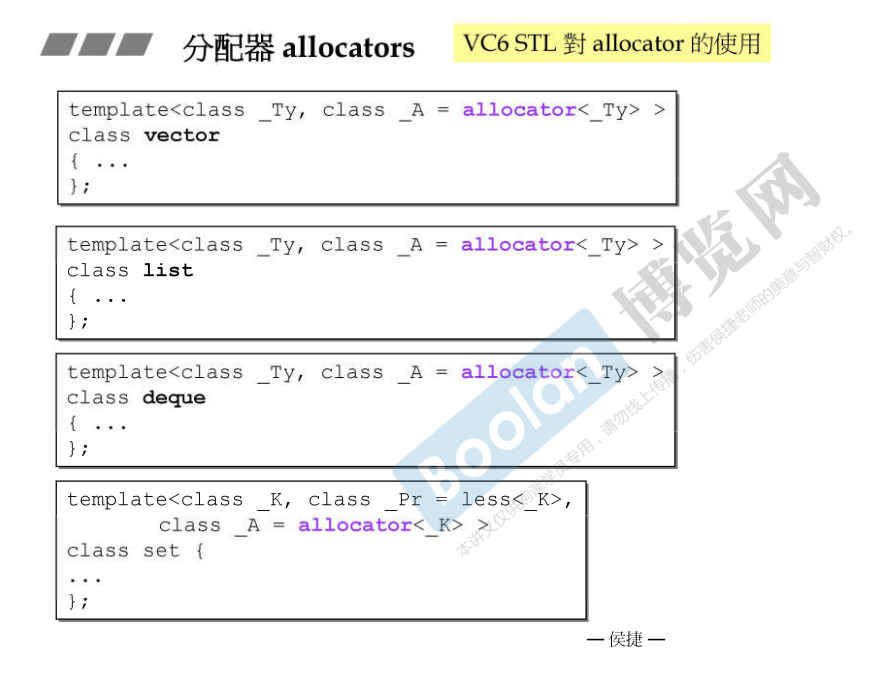 分配器 allocators
VC6 STL 對 allocator 的使用
template<class _Ty, class _A = allocator<_Ty> >
class vector
{ ...
};
template<class _Ty, class _A = allocator<_Ty> >
class list
{ ...
};
template<class _Ty, class _A = allocator<_Ty> >
class deque
{ ...
};
template<class _K, class _Pr = less<_K>,
class _A = allocator<_K> >
class set {
...
};
— 侯捷 —
Boolan 博览网
本讲义仅供博览网学员专用，请勿线上传播，伤害侯捷老师的美意与智财权。